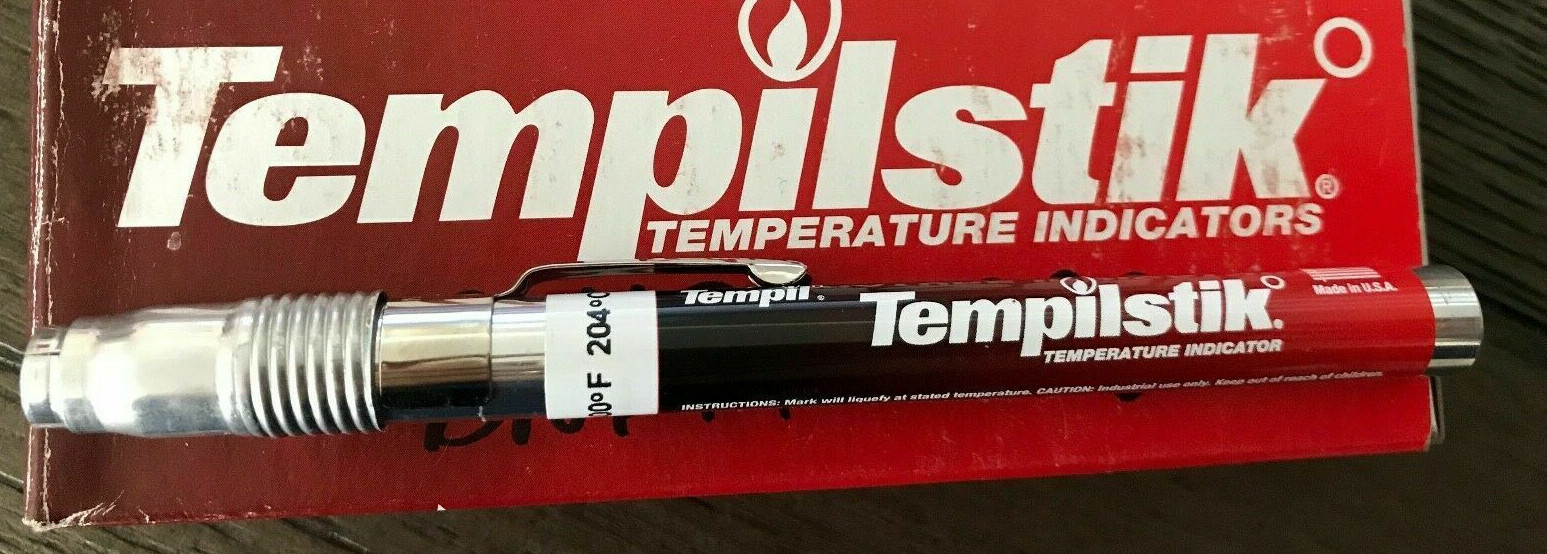 Tempilstik
®
TEMPERATURE INDICATORS
00°F 204°C
Tempil®
Tempilstik.
TEMPERATURE INDICATOR
Made in U.S.A.
INSTRUCTIONS: Mark will liquefy at stated temperature. CAUTION: Industrial use only. Keep out of reach of children.